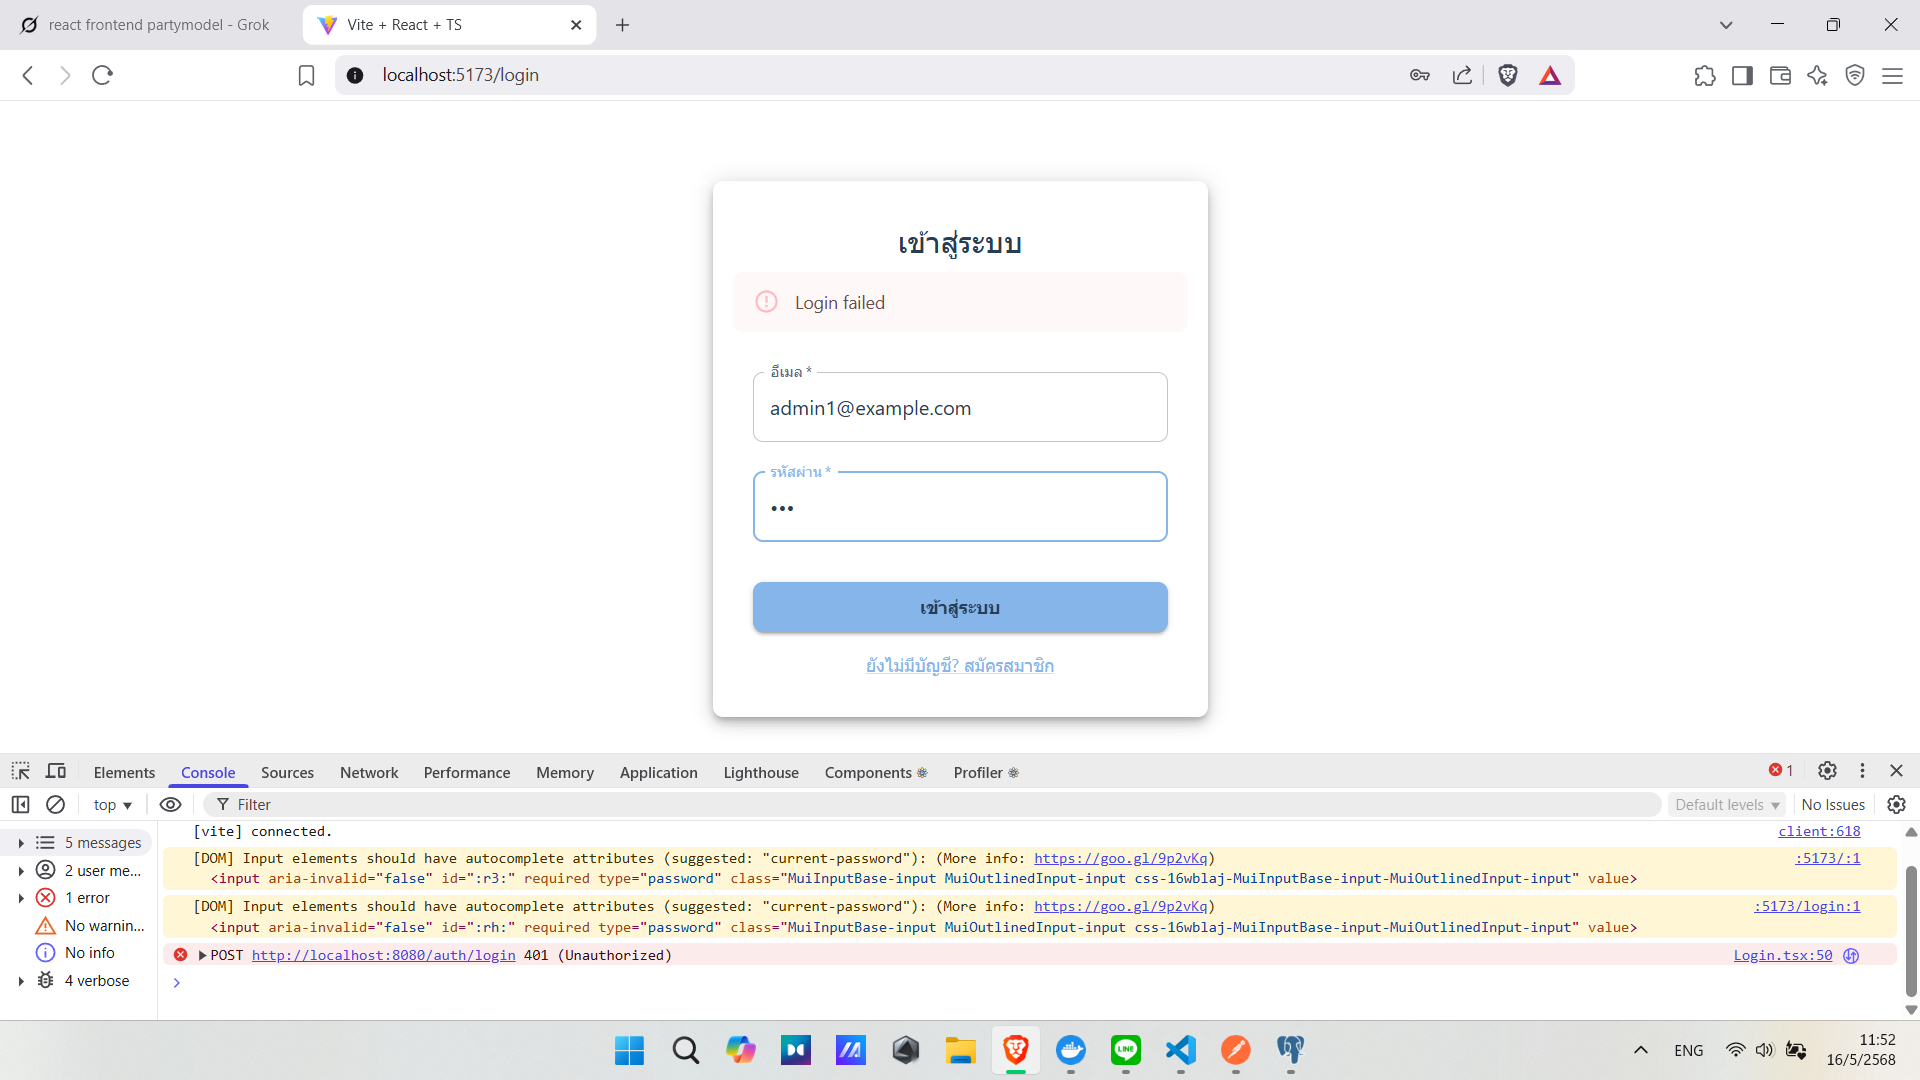 react frontend partymodel - Grok
Vite + React + TS
localhost:5173/login
เข้าสู่ระบบ
Login failed
อีเมล *
admin1@example.com
รหัสผ่าน *
•••
เข้าสู่ระบบ
ยังไม่มีบัญชี? สมัครสมาชิก
Elements Console Sources Network Performance Memory Application Lighthouse Components Profiler 1
top Filter Default levels No Issues
5 messages
2 user me...
1 error
No warnin...
No info
4 verbose
[vite] connected. client:618
[DOM] Input elements should have autocomplete attributes (suggested: "current-password"): (More info: https://goo.gl/9p2vKq) :5173/:1
<input aria-invalid="false" id=":r3:" required type="password" class="MuiInputBase-input MuiOutlinedInput-input css-16wblaj-MuiInputBase-input-MuiOutlinedInput-input" value>
[DOM] Input elements should have autocomplete attributes (suggested: "current-password"): (More info: https://goo.gl/9p2vKq) :5173/login:1
<input aria-invalid="false" id=":rh:" required type="password" class="MuiInputBase-input MuiOutlinedInput-input css-16wblaj-MuiInputBase-input-MuiOutlinedInput-input" value>
POST http://localhost:8080/auth/login 401 (Unauthorized) Login.tsx:50
LINE
ENG
11:52
16/5/2568